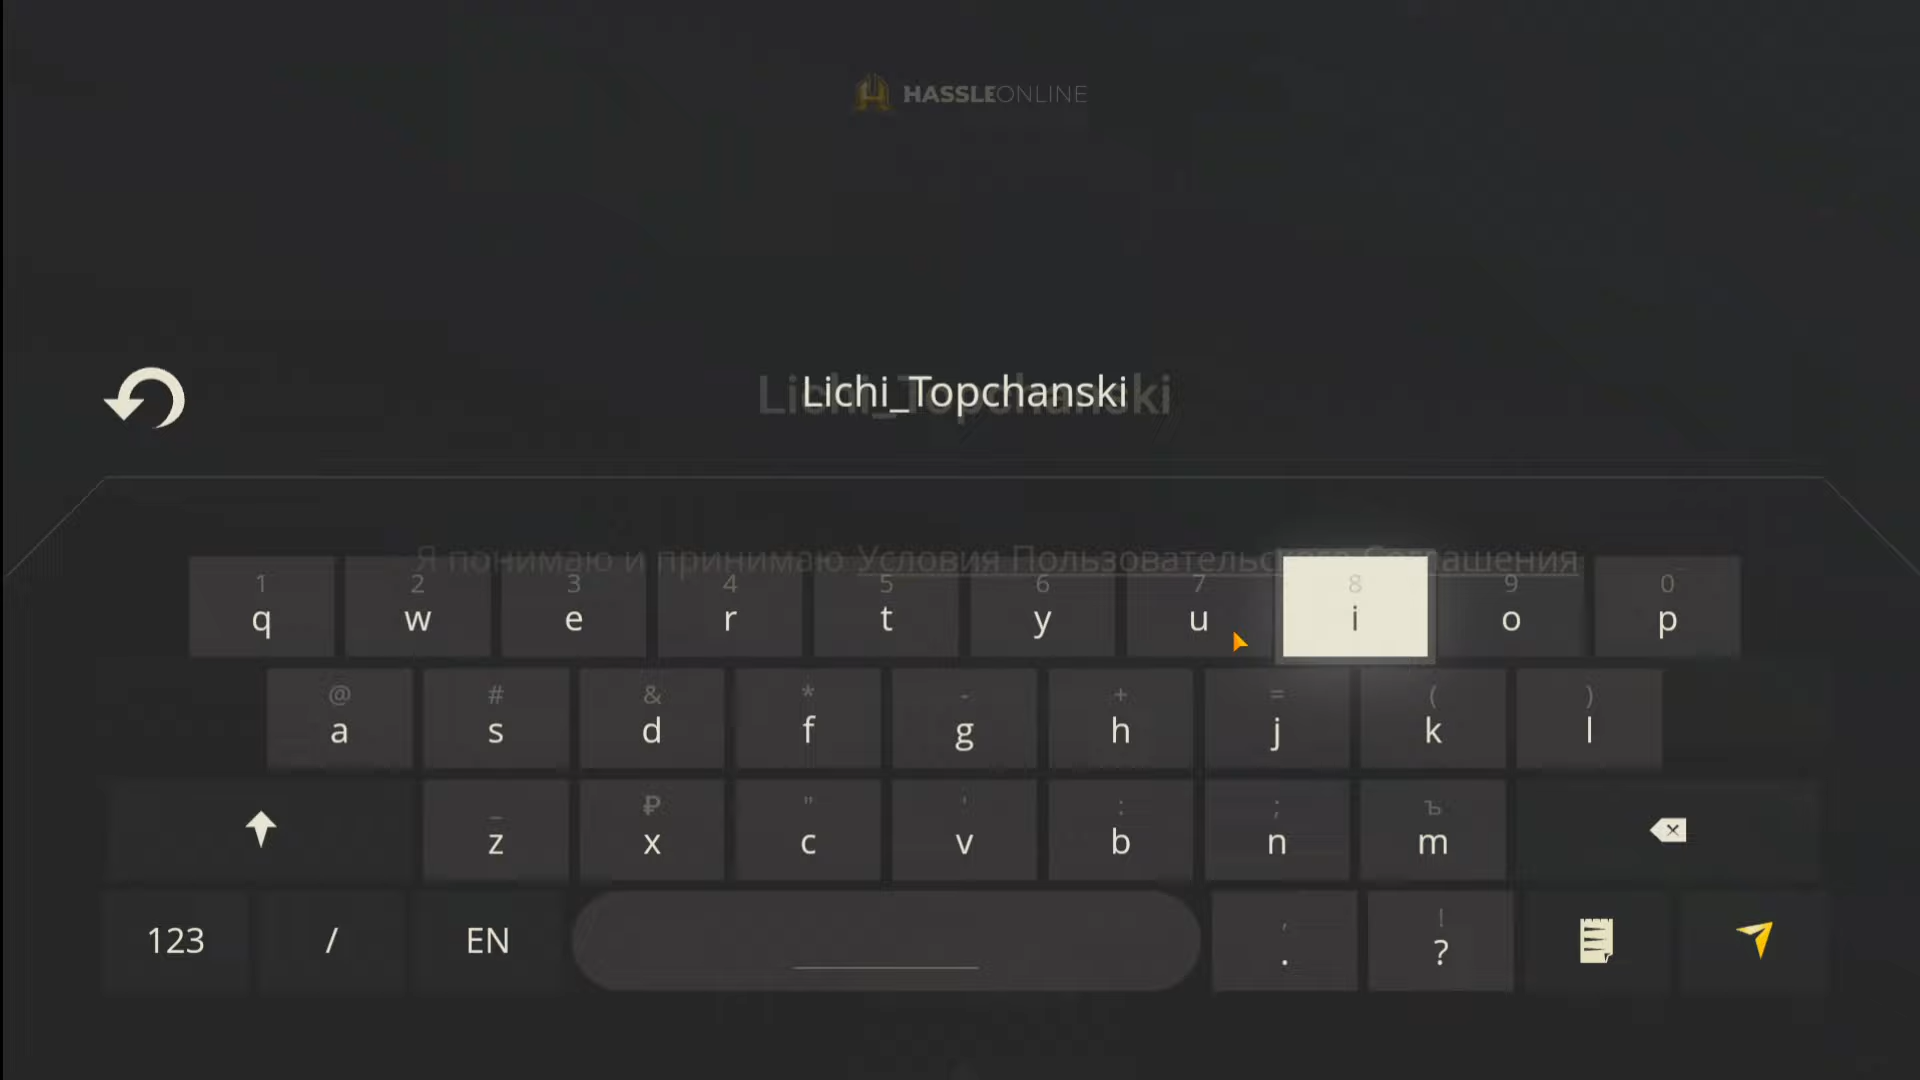 HASSLEONLINE
Lichi_Topchanski
Lichi_Topchanski
Я понимаю и принимаю Условия Пользовательского Соглашения
1 2 3 4 5 6 7 8 9 0
q w e r t y u i o p
@ # & * - + = ( )
a s d f g h j k l
_ ₽ " ' : ; ъ
z x c v b n m
, !
123 / EN . ?